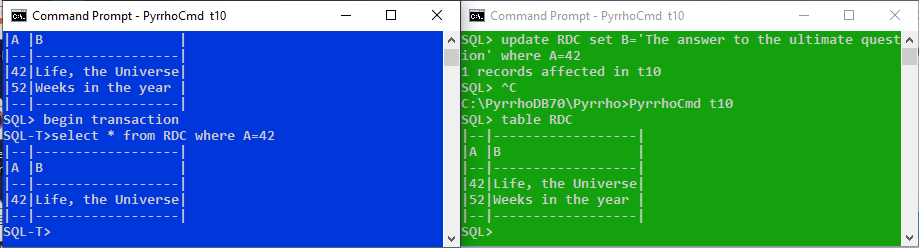 Command Prompt - PyrrhoCmd t10
|A |B                  |
|--|-------------------|
|42|Life, the Universe|
|52|Weeks in the year |
|--|-------------------|
SQL> begin transaction
SQL-T>select * from RDC where A=42
|--|-------------------|
|A |B                  |
|--|-------------------|
|42|Life, the Universe|
|--|-------------------|
SQL-T>
Command Prompt - PyrrhoCmd t10
SQL> update RDC set B='The answer to the ultimate quest
ion' where A=42
1 records affected in t10
SQL> ^C
C:\PyrrhoDB70\Pyrrho>PyrrhoCmd t10
SQL> table RDC
|--|-------------------|
|A |B                  |
|--|-------------------|
|42|Life, the Universe|
|52|Weeks in the year |
|--|-------------------|
SQL>